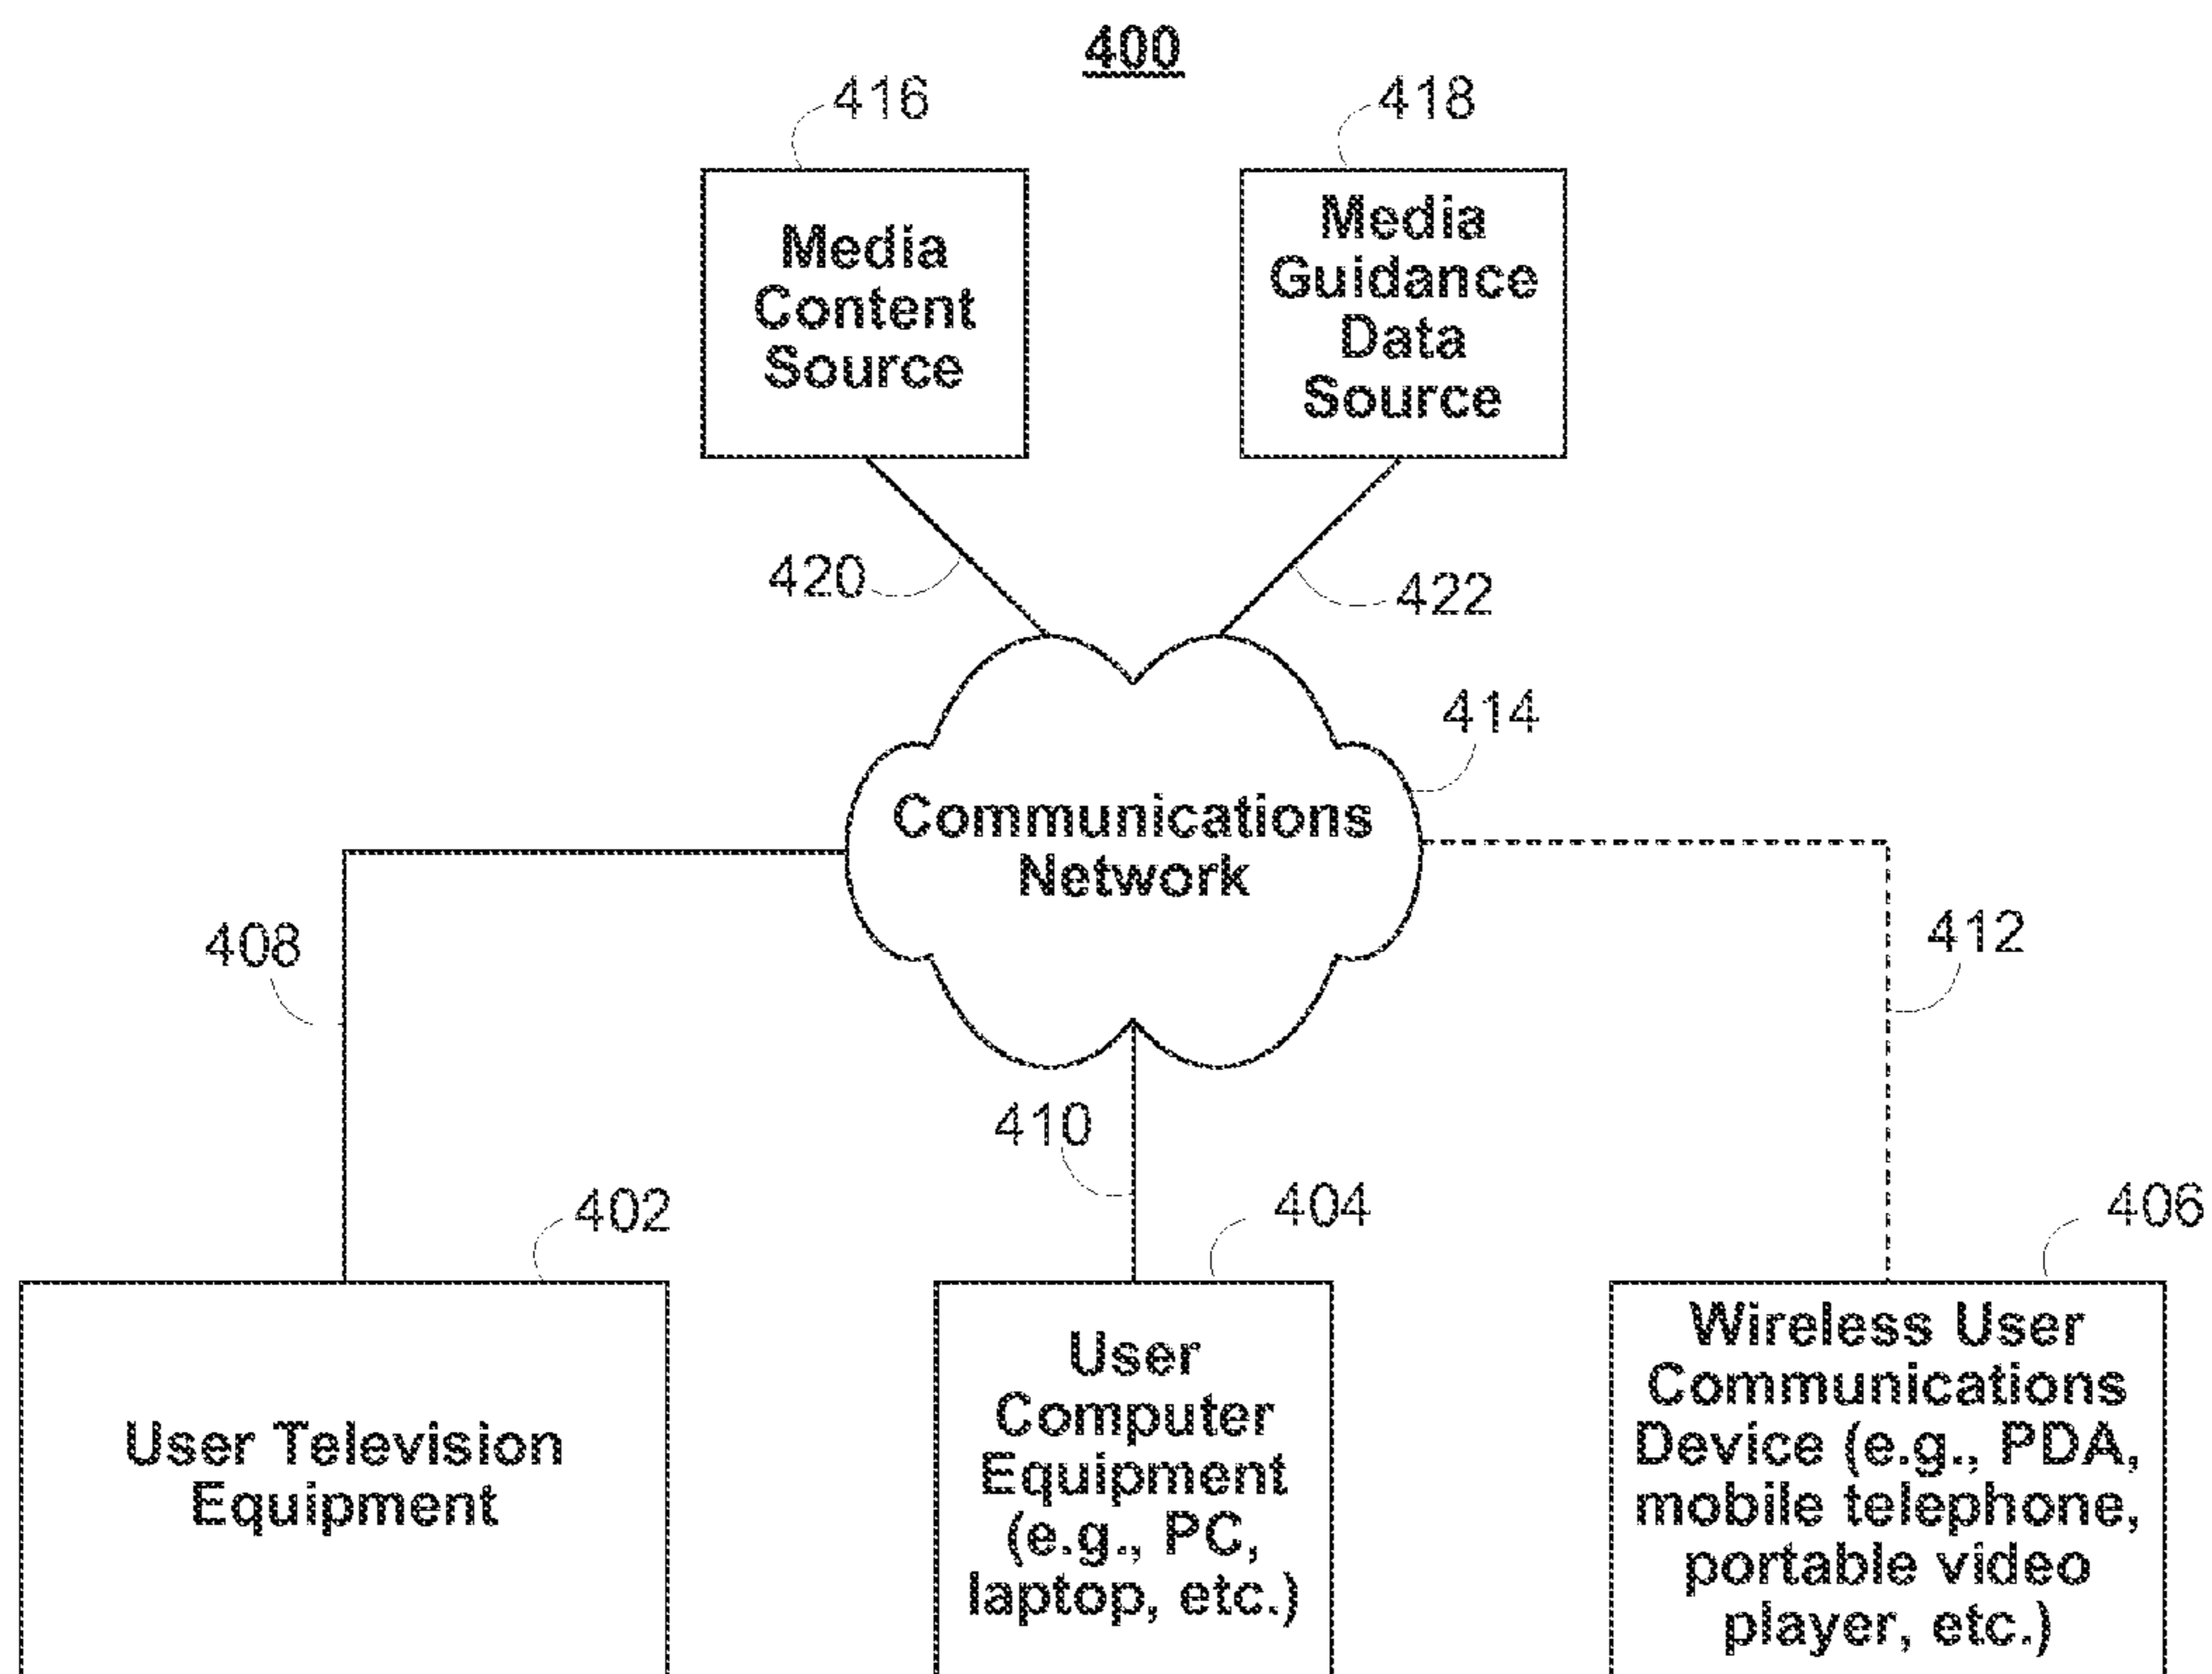 400
416
418
Media
Content
Source
Media
Guidance
Data
Source
420
422
414
Communications
Network
408
412
410
402
404
406
User Television
Equipment
User
Computer
Equipment
(e.g., PC,
laptop, etc.)
Wireless User
Communications
Device (e.g., PDA,
mobile telephone,
portable video
player, etc.)